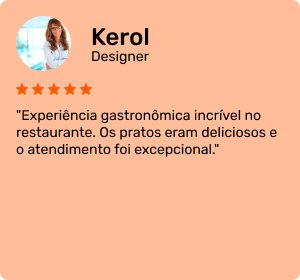 Kerol
Designer
"Experiência gastronômica incrível no
restaurante. Os pratos eram deliciosos e
o atendimento foi excepcional."